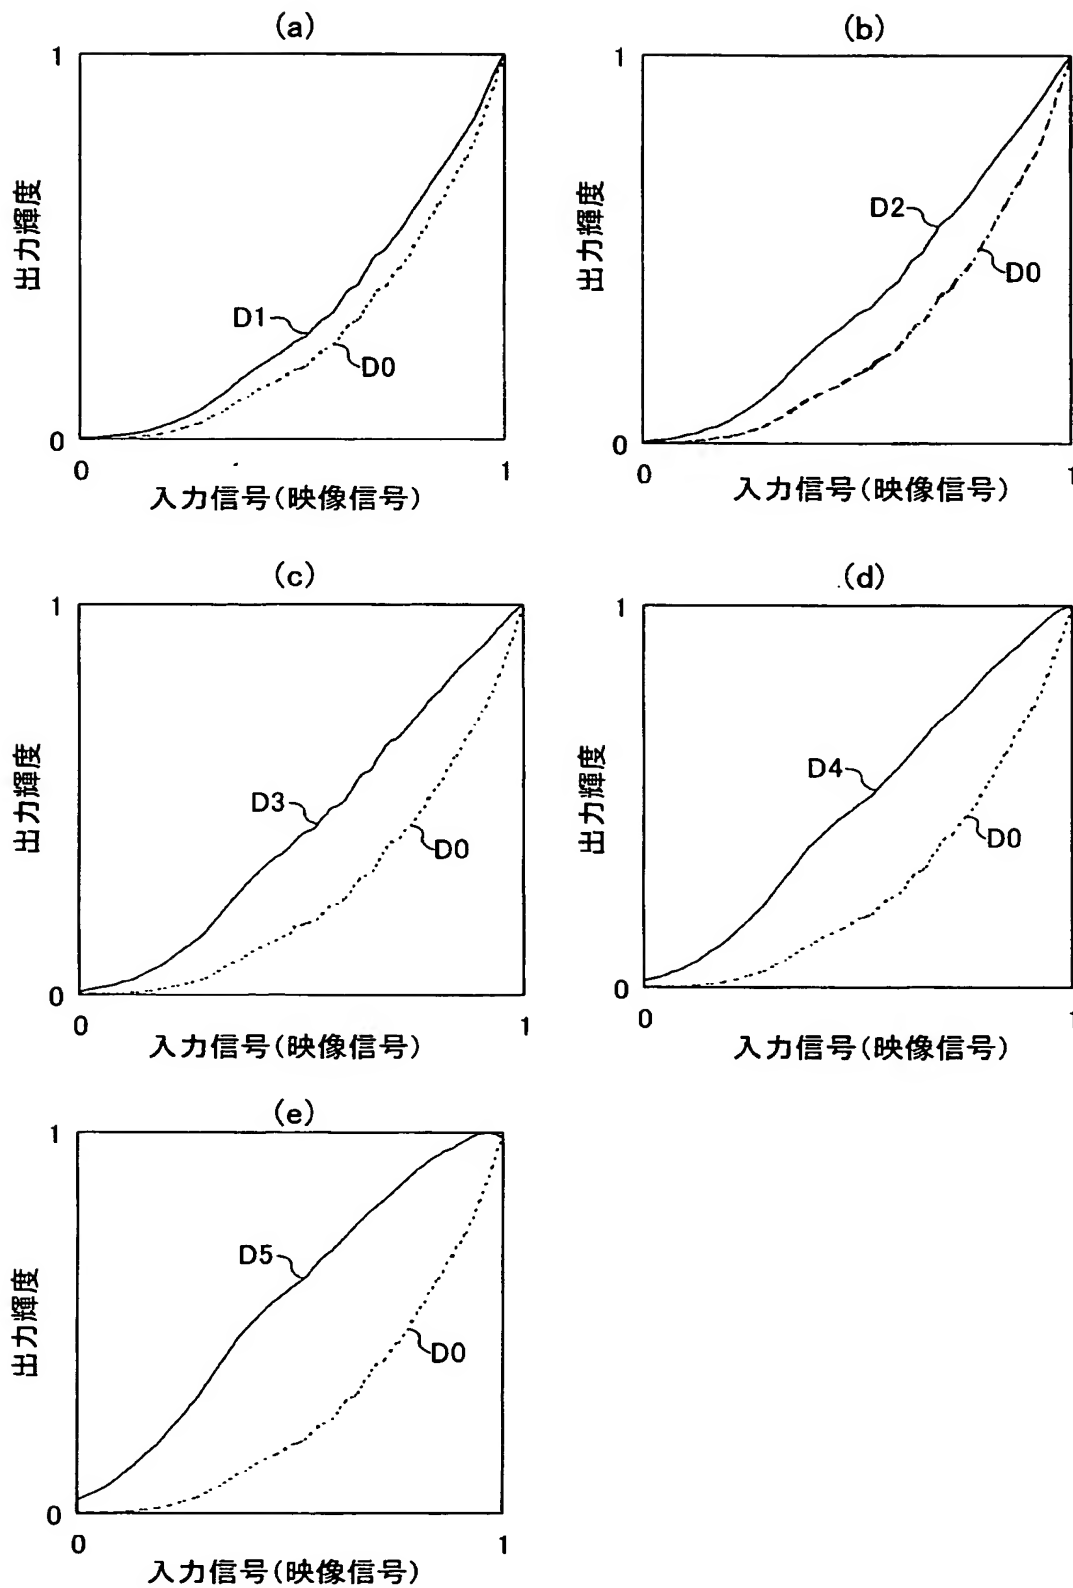 (a)
1
出力輝度
D1
D0
0
0
1
入力信号(映像信号)
(b)
1
出力輝度
D2
D0
0
0
1
入力信号(映像信号)
(c)
1
出力輝度
D3
D0
0
0
1
入力信号(映像信号)
(d)
1
出力輝度
D4
D0
0
0
1
入力信号(映像信号)
(e)
1
出力輝度
D5
D0
0
0
1
入力信号(映像信号)